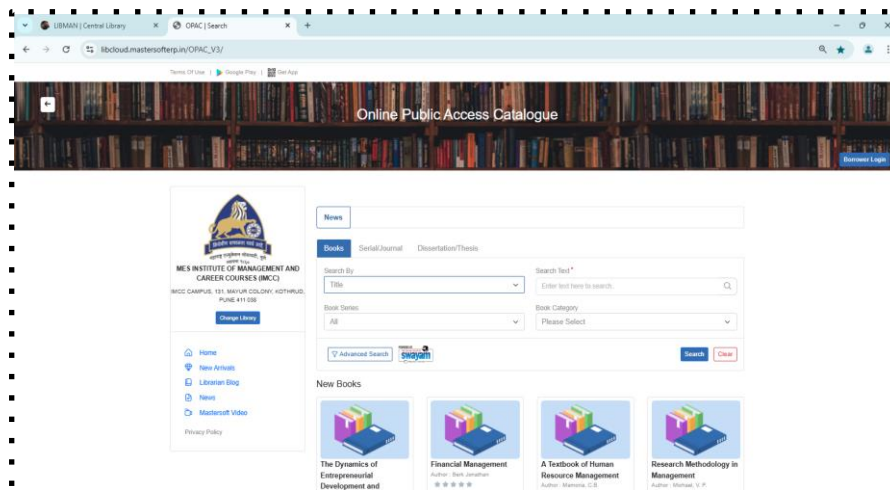 LIBMAN | Central Library
OPAC | Search
libcloud.mastersofterp.in/OPAC_V3/
Terms Of Use | Google Play | Get App
Online Public Access Catalogue
Borrower Login
MES INSTITUTE OF MANAGEMENT AND
CAREER COURSES (IMCC)
IMCC CAMPUS, 131, MAYUR COLONY, KOTHRUD,
PUNE 411 038
Change Library
Home
New Arrivals
Librarian Blog
News
Mastersoft Video
Privacy Policy
News
Books Serial/Journal Dissertation/Thesis
Search By Search Text *
Title Enter text here to search.
Book Series Book Category
All Please Select
Advanced Search swayam Search Clear
New Books
The Dynamics of
Entrepreneurial
Development and
Financial Management
Author : Berk Jonathan
A Textbook of Human
Resource Management
Author : Mamoria, C.B
Research Methodology in
Management
Author : Michael, V. P.